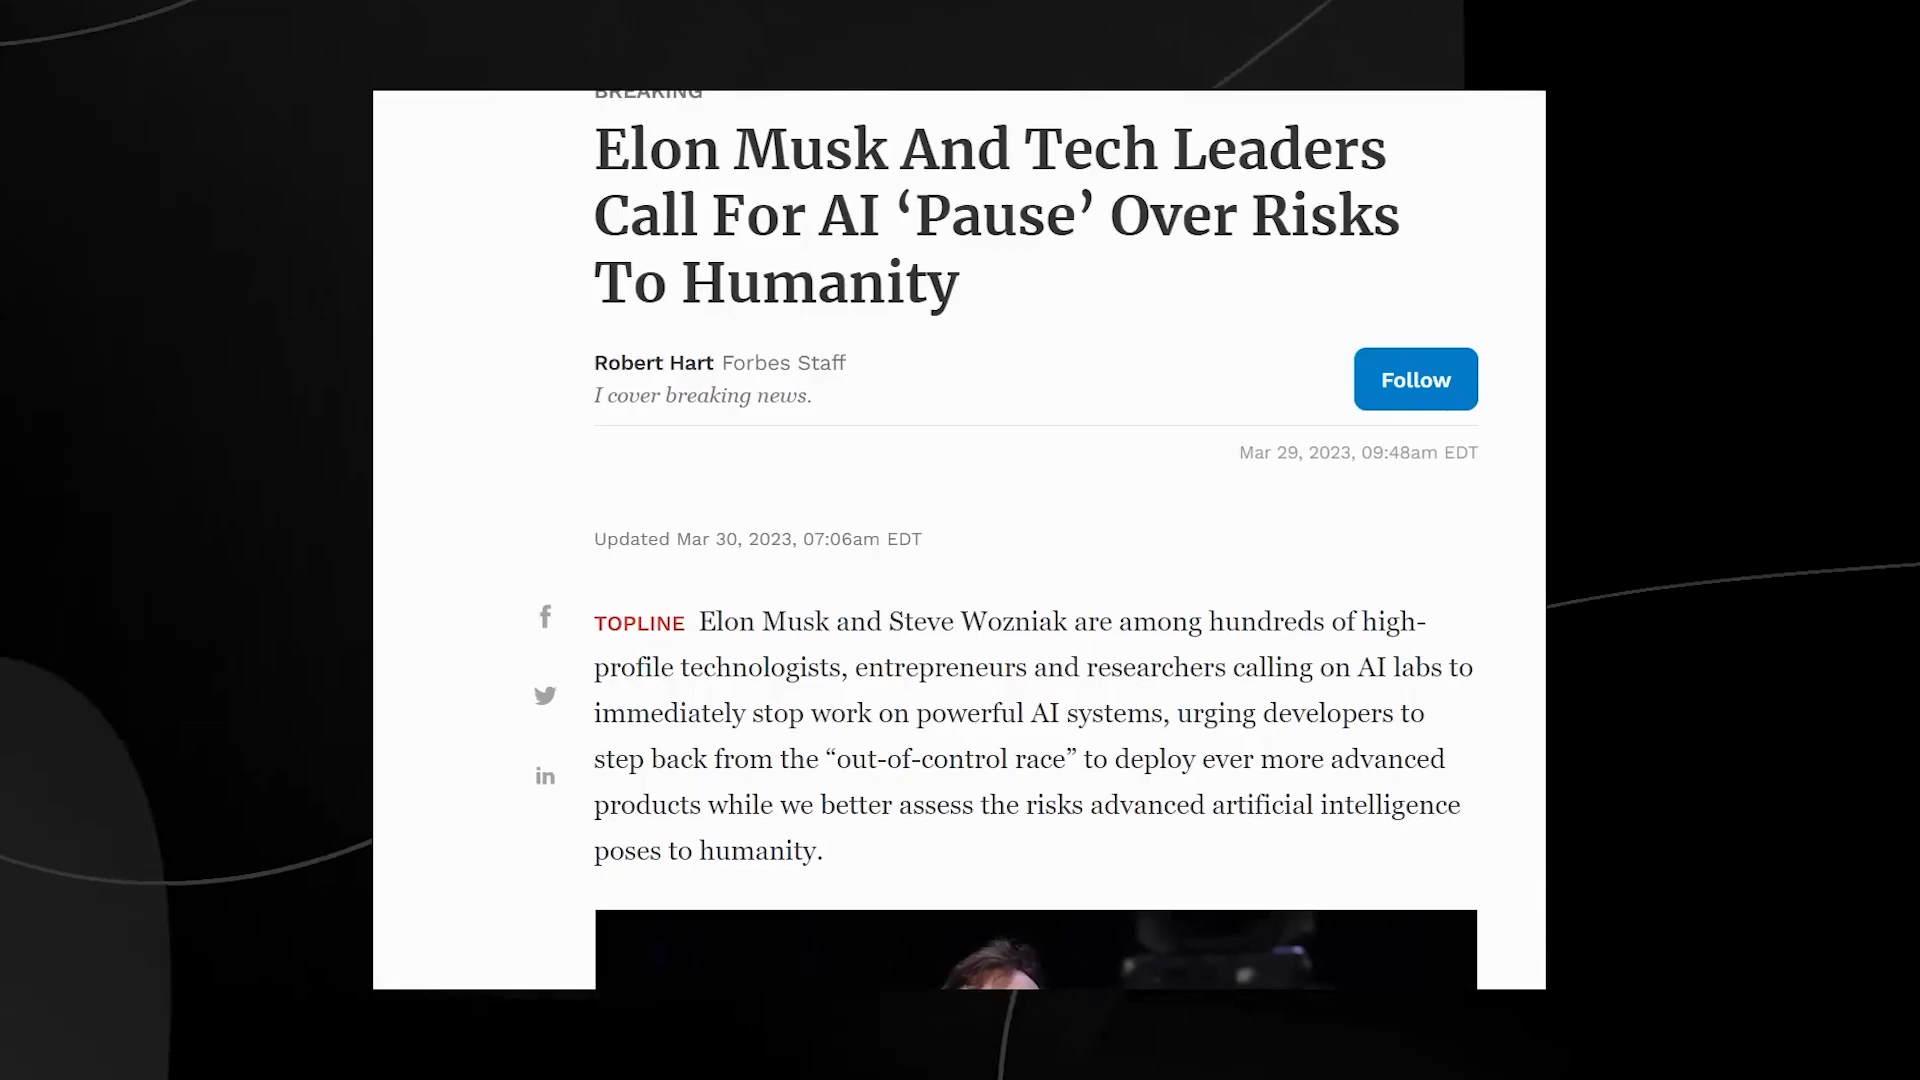 BREAKING
Elon Musk And Tech Leaders
Call For AI ‘Pause’ Over Risks
To Humanity
Robert Hart Forbes Staff
I cover breaking news.
Follow
Mar 29, 2023, 09:48am EDT
Updated Mar 30, 2023, 07:06am EDT
TOPLINE Elon Musk and Steve Wozniak are among hundreds of high-
profile technologists, entrepreneurs and researchers calling on AI labs to
immediately stop work on powerful AI systems, urging developers to
step back from the “out-of-control race” to deploy ever more advanced
products while we better assess the risks advanced artificial intelligence
poses to humanity.